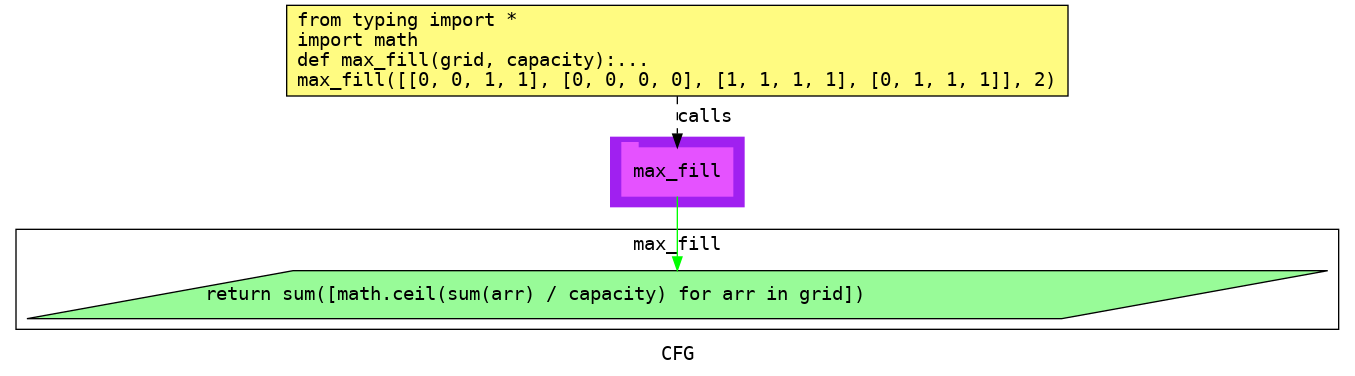 from typing import *
import math
def max_fill(grid, capacity):...
max_fill([[0, 0, 1, 1], [0, 0, 0, 0], [1, 1, 1, 1], [0, 1, 1, 1]], 2)
calls
max_fill
max_fill
return sum([math.ceil(sum(arr) / capacity) for arr in grid])
CFG